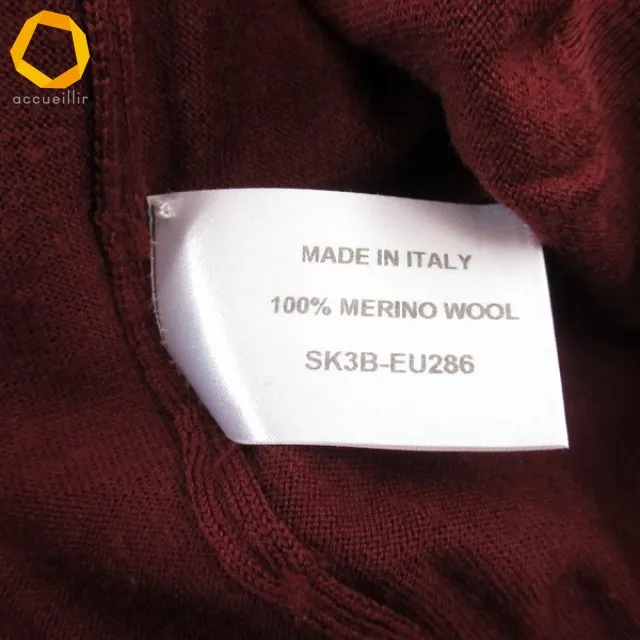 accueillir
MADE IN ITALY
100% MERINO WOOL
SK3B-EU286